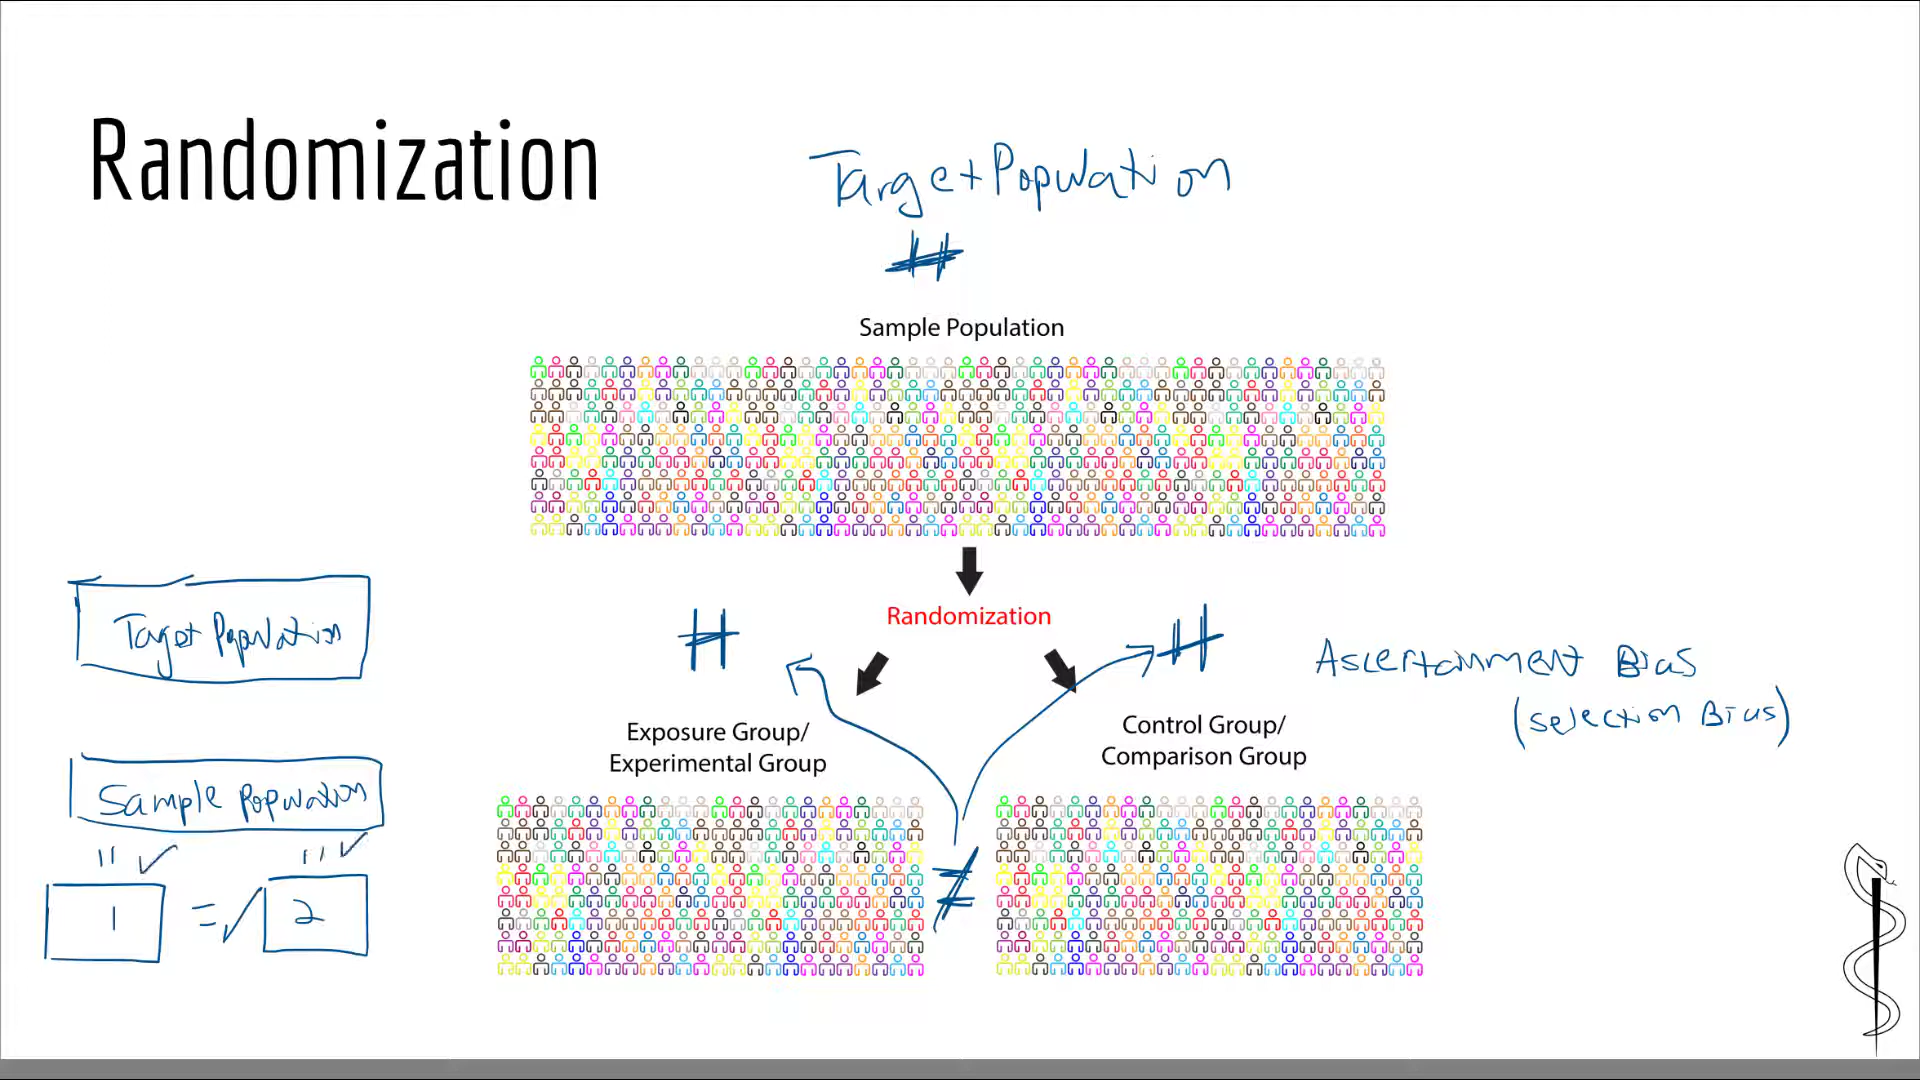 Randomization
Target Population
Sample Population
Randomization
Exposure Group/
Experimental Group
Control Group/
Comparison Group
Ascertainment Bias
(selection Bias)
Target Population
Sample population
1 = 2
≠